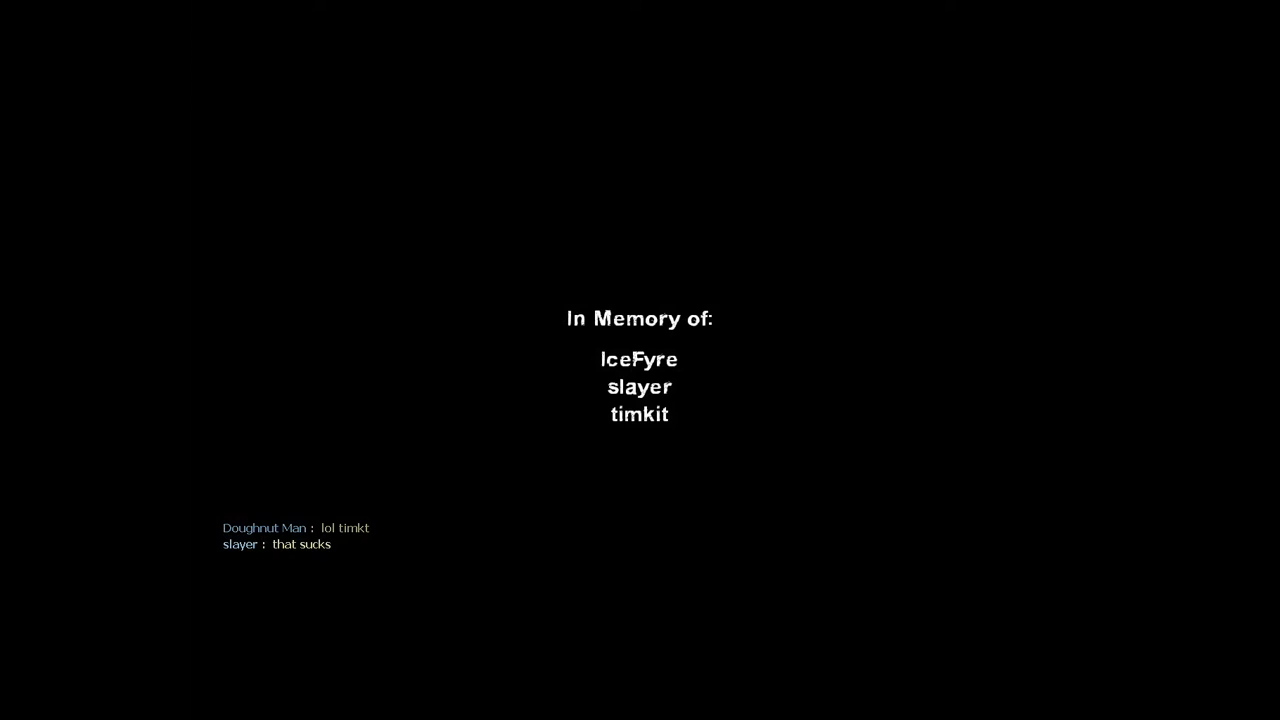 In Memory of:
IceFyre
slayer
timkit
Doughnut Man : lol timkt
slayer : that sucks